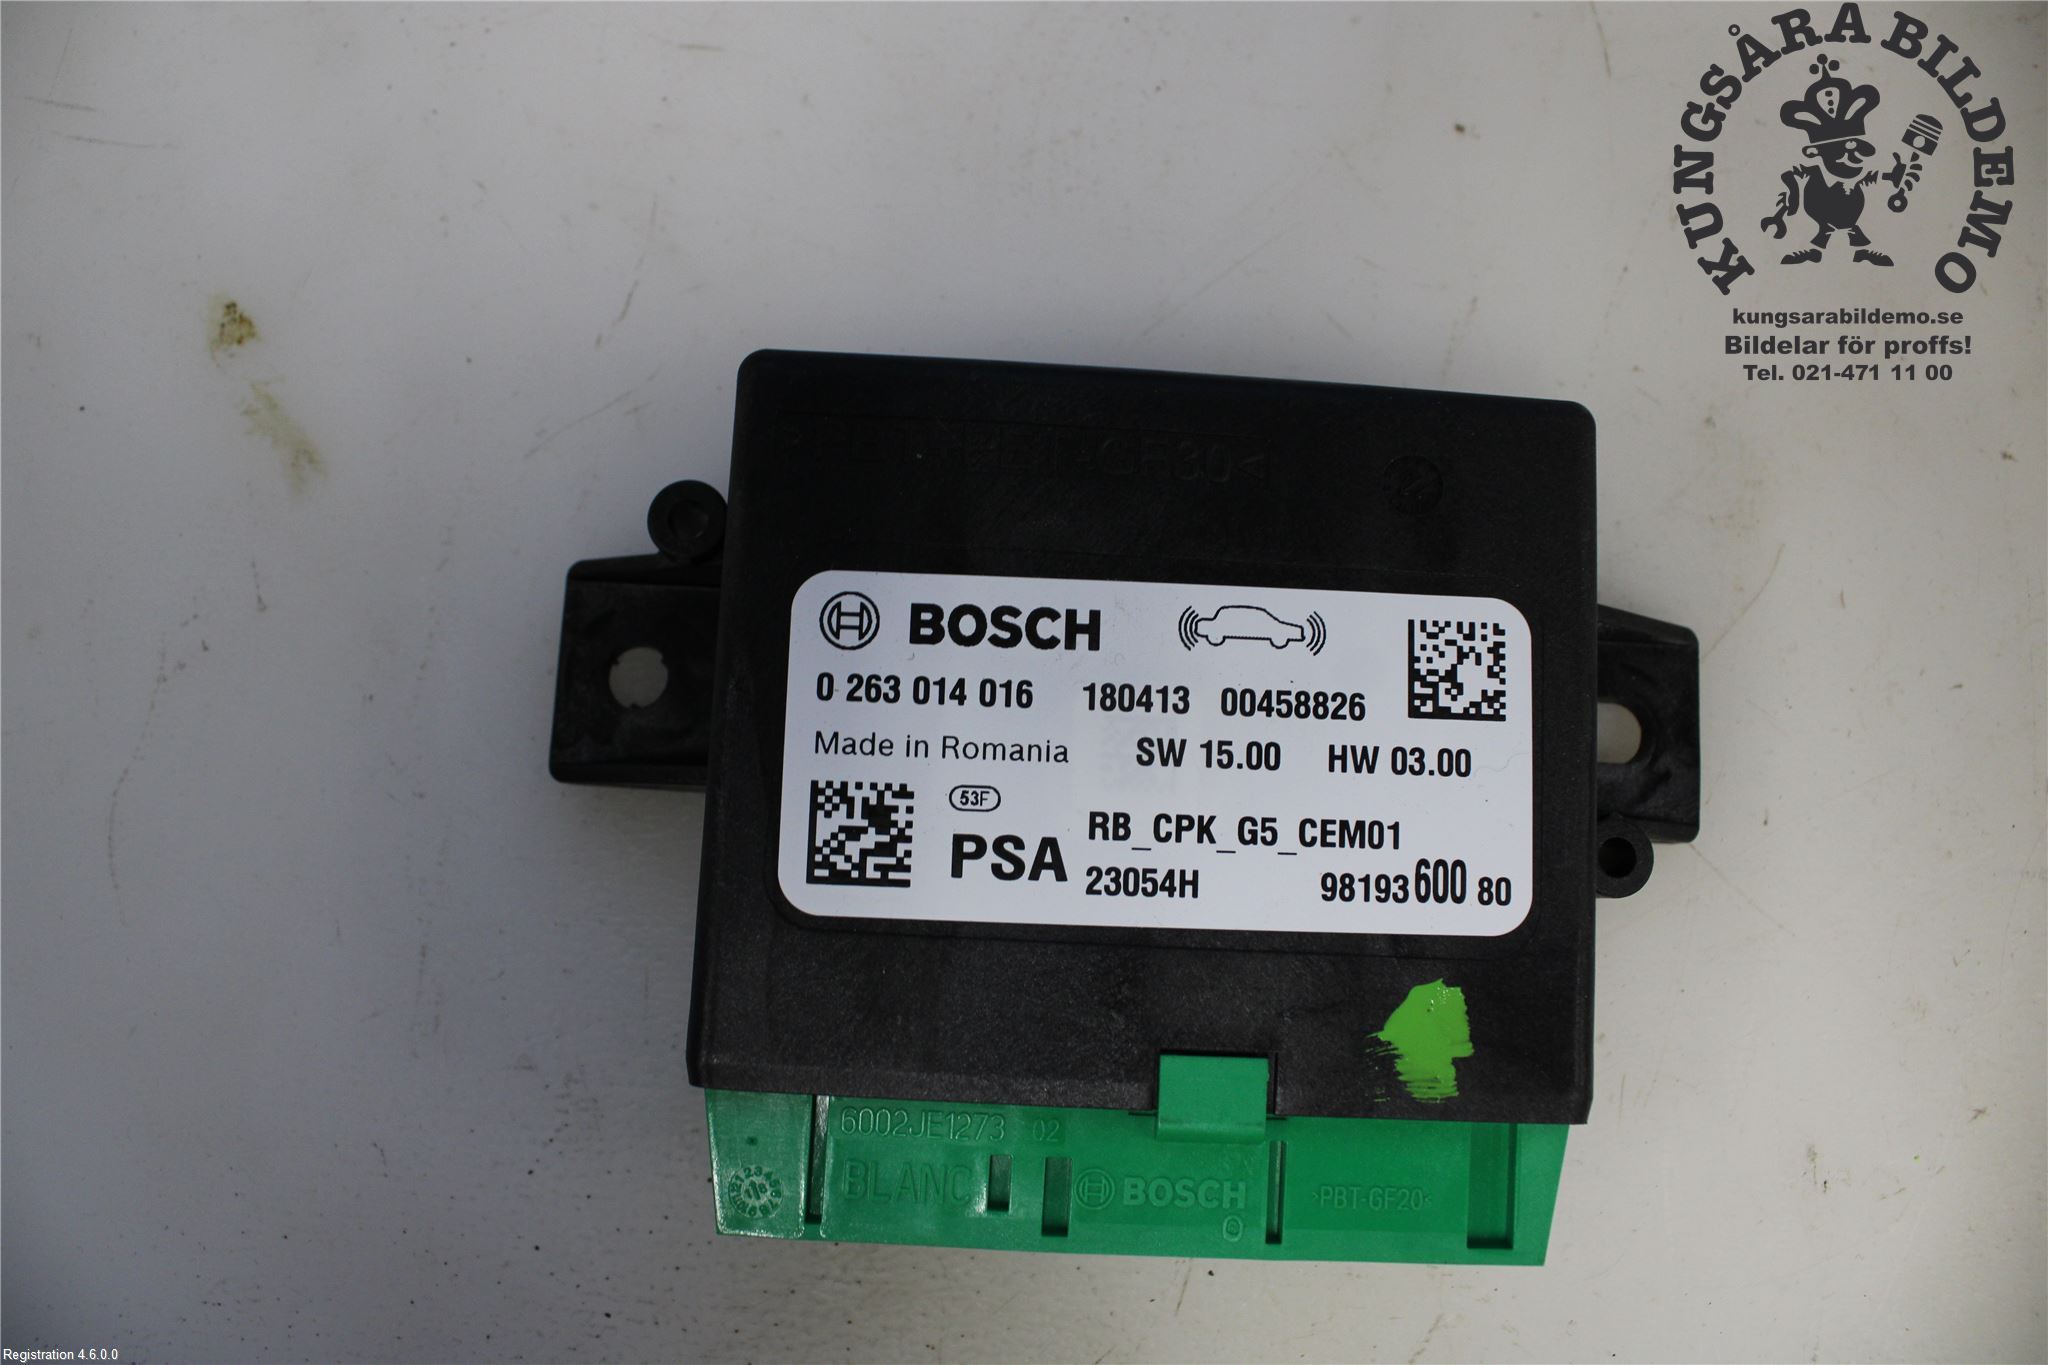 KUNGSÅRA BILDEMO
kungsarabildemo.se
Bildelar för proffs!
Tel. 021-471 11 00
BOSCH
0 263 014 016 180413 00458826
Made in Romania SW 15.00 HW 03.00
53F
PSA
RB_CPK_G5_CEM01
23054H 98193 600 80
6002JE1273 02
BLANC
BOSCH
>PBT-GF20<
Registration 4.6.0.0